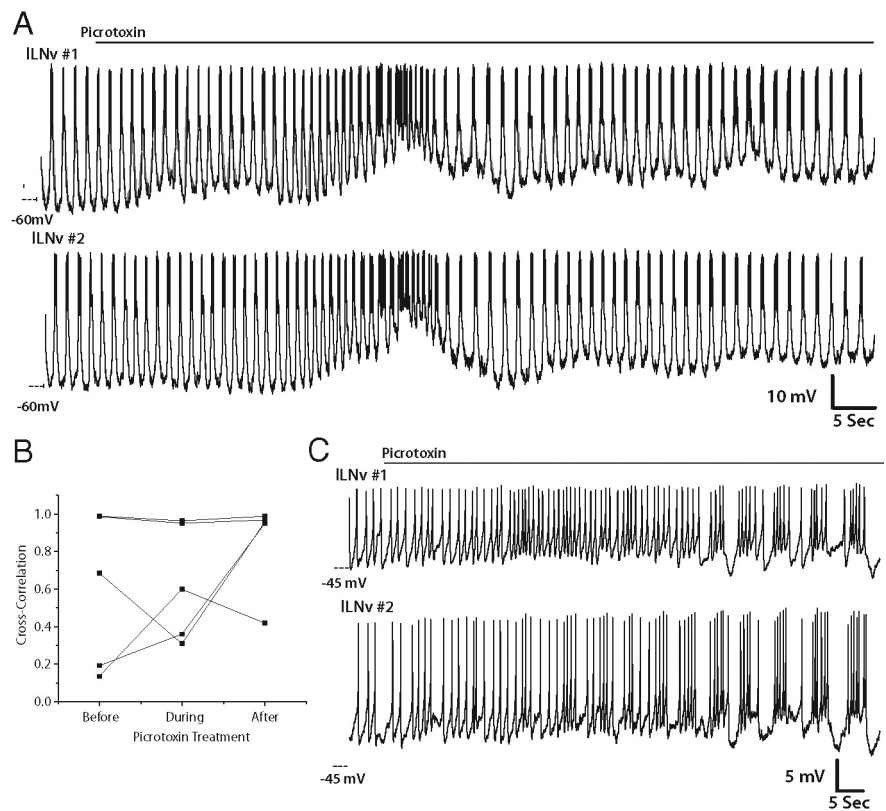 A
Picrotoxin
lLNv #1
-60mV
lLNv #2
-60mV
10 mV
5 Sec
B
1.0
0.8
0.6
0.4
0.2
0.0
Cross-Correlation
Before During After
Picrotoxin Treatment
C
Picrotoxin
lLNv #1
-45 mV
lLNv #2
-45 mV
5 mV
5 Sec